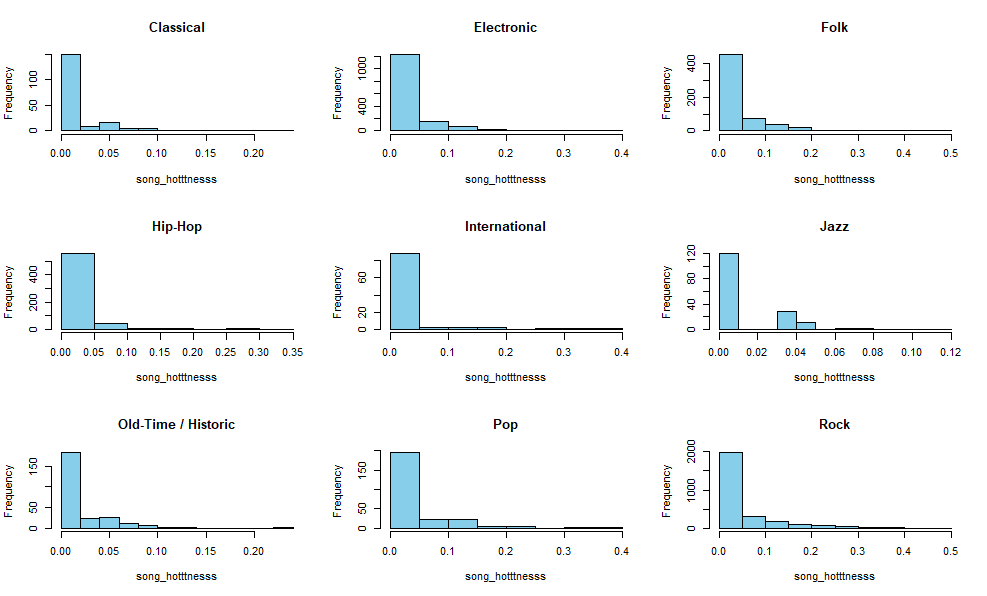 Classical
Frequency
0 50 100
0.00 0.05 0.10 0.20
song_hotttnesss
Electronic
Frequency
0 400 1000
0.0 0.1 0.2 0.3 0.4
song_hotttnesss
Folk
Frequency
0 200 400
0.0 0.1 0.2 0.3 0.4 0.5
song_hotttnesss
Hip-Hop
Frequency
0 200 400
0.00 0.05 0.10 0.15 0.20 0.25 0.30 0.35
song_hotttnesss
International
Frequency
0 20 60
0.0 0.1 0.2 0.3 0.4
song_hotttnesss
Jazz
Frequency
0 40 80 120
0.00 0.02 0.04 0.06 0.08 0.10 0.12
song_hotttnesss
Old-Time / Historic
Frequency
0 50 150
0.00 0.05 0.10 0.20
song_hotttnesss
Pop
Frequency
0 50 150
0.0 0.1 0.2 0.3 0.4
song_hotttnesss
Rock
Frequency
0 1000 2000
0.0 0.1 0.2 0.3 0.4 0.5
song_hotttnesss